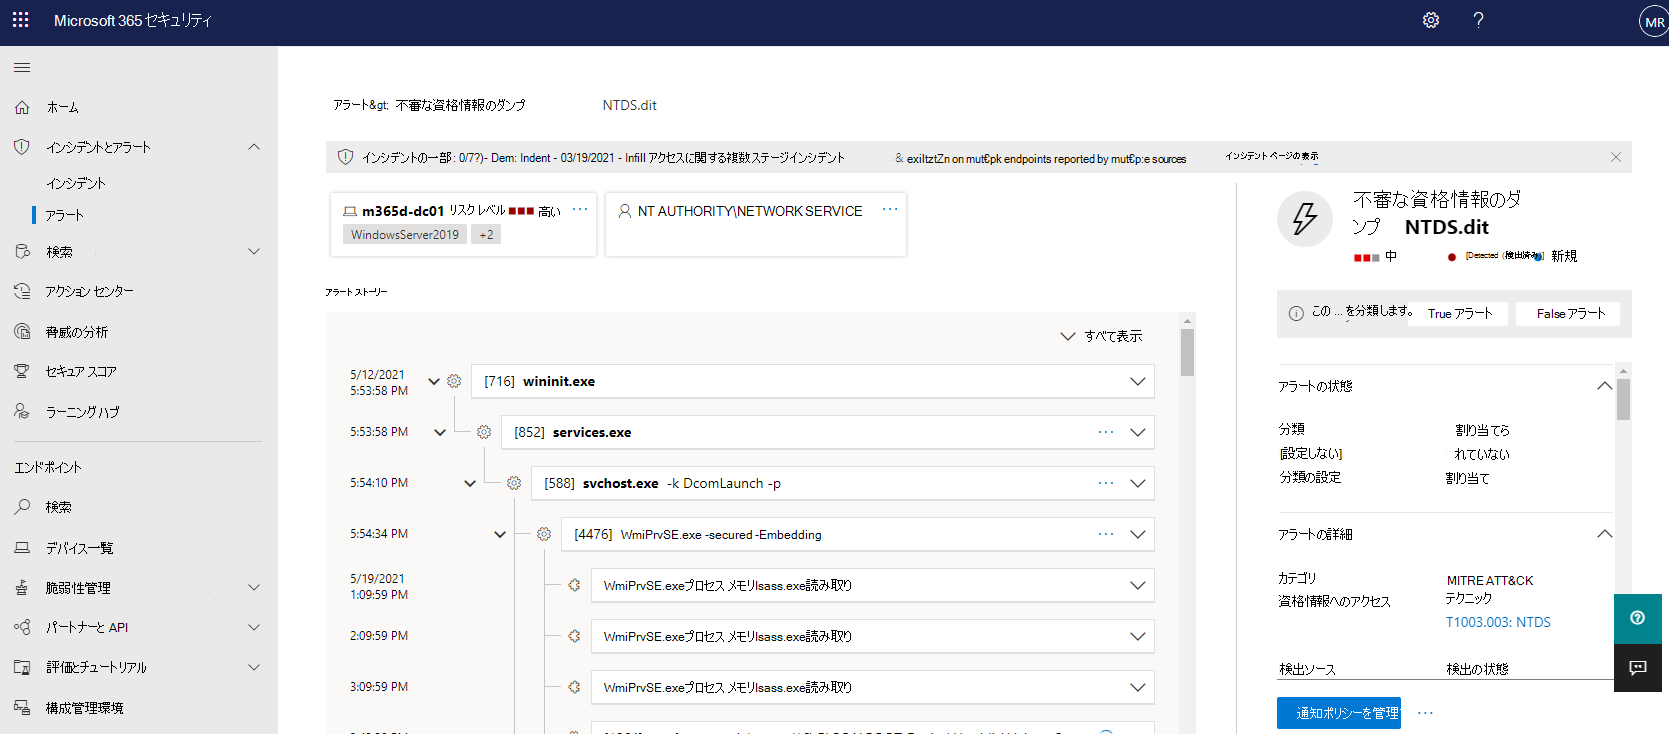 Microsoft 365 セキュリティ
MR
ホーム
インシデントとアラート
インシデント
アラート
検索
アクション センター
脅威の分析
セキュア スコア
ラーニング ハブ
エンドポイント
検索
デバイス一覧
脆弱性管理
パートナーと API
評価とチュートリアル
構成管理環境
アラート&gt; 不審な資格情報のダンプ NTDS.dit
インシデントの一部: 0/7?)- Dem: Indent - 03/19/2021 - Infill アクセスに関する複数ステージインシデント & exiltztZn on mut€pk endpoints reported by mut€p:e sources インシデント ページの表示
m365d-dc01 リスク レベル 高い
WindowsServer2019 +2
NT AUTHORITY\NETWORK SERVICE
アラート ストーリー
すべて表示
5/12/2021
5:53:58 PM
[716] wininit.exe
5:53:58 PM [852] services.exe
5:54:10 PM [588] svchost.exe -k DcomLaunch -p
5:54:34 PM [4476] WmiPrvSE.exe -secured -Embedding
5/19/2021
1:09:59 PM
WmiPrvSE.exeプロセス メモリlsass.exe読み取り
2:09:59 PM WmiPrvSE.exeプロセス メモリlsass.exe読み取り
3:09:59 PM WmiPrvSE.exeプロセス メモリlsass.exe読み取り
不審な資格情報のダ
ンプ NTDS.dit
中 [Detected (検出済み)] 新規
この ... を分類します。 True アラート False アラート
アラートの状態
分類 割り当てら
[設定しない] れていない
分類の設定 割り当て
アラートの詳細
カテゴリ MITRE ATT&CK
資格情報へのアクセス テクニック
T1003.003: NTDS
検出ソース 検出の状態
通知ポリシーを管理